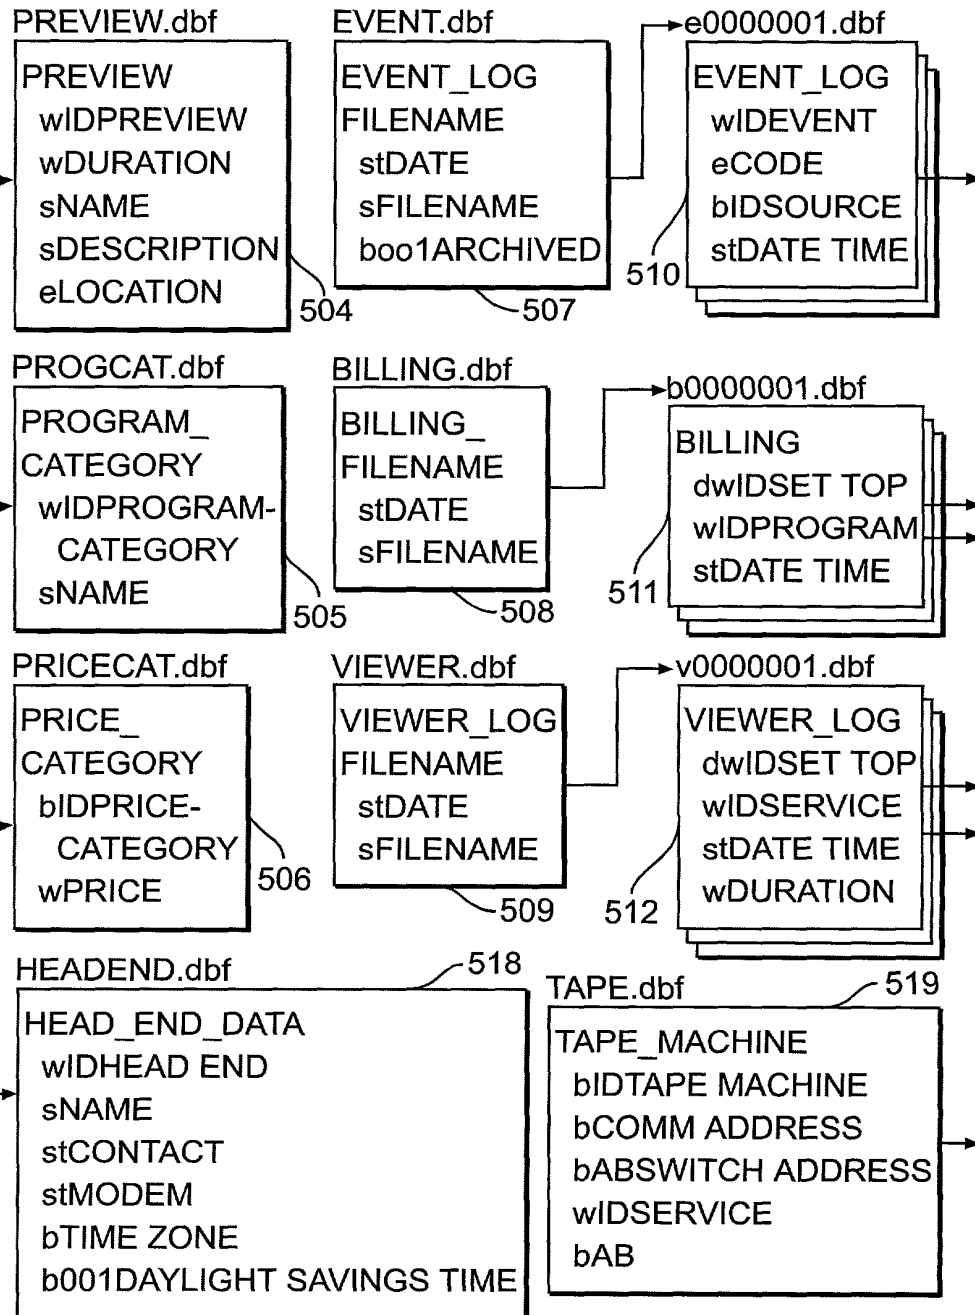 PREVIEW.dbf
PREVIEW
wIDPREVIEW
wDURATION
sNAME
sDESCRIPTION
eLOCATION
504
EVENT.dbf
EVENT_LOG
FILENAME
stDATE
sFILENAME
boo1ARCHIVED
507
e0000001.dbf
EVENT_LOG
wIDEVENT
eCODE
bIDSOURCE
stDATE TIME
510
PROGCAT.dbf
PROGRAM_
CATEGORY
wIDPROGRAM-
CATEGORY
sNAME
505
BILLING.dbf
BILLING_
FILENAME
stDATE
sFILENAME
508
b0000001.dbf
BILLING
dwIDSET TOP
wIDPROGRAM
stDATE TIME
511
PRICECAT.dbf
PRICE_
CATEGORY
bIDPRICE-
CATEGORY
wPRICE
506
VIEWER.dbf
VIEWER_LOG
FILENAME
stDATE
sFILENAME
509
v0000001.dbf
VIEWER_LOG
dwIDSET TOP
wIDSERVICE
stDATE TIME
wDURATION
512
HEADEND.dbf
518
HEAD_END_DATA
wIDHEAD END
sNAME
stCONTACT
stMODEM
bTIME ZONE
b001DAYLIGHT SAVINGS TIME
TAPE.dbf
519
TAPE_MACHINE
bIDTAPE MACHINE
bCOMM ADDRESS
bABSWITCH ADDRESS
wIDSERVICE
bAB